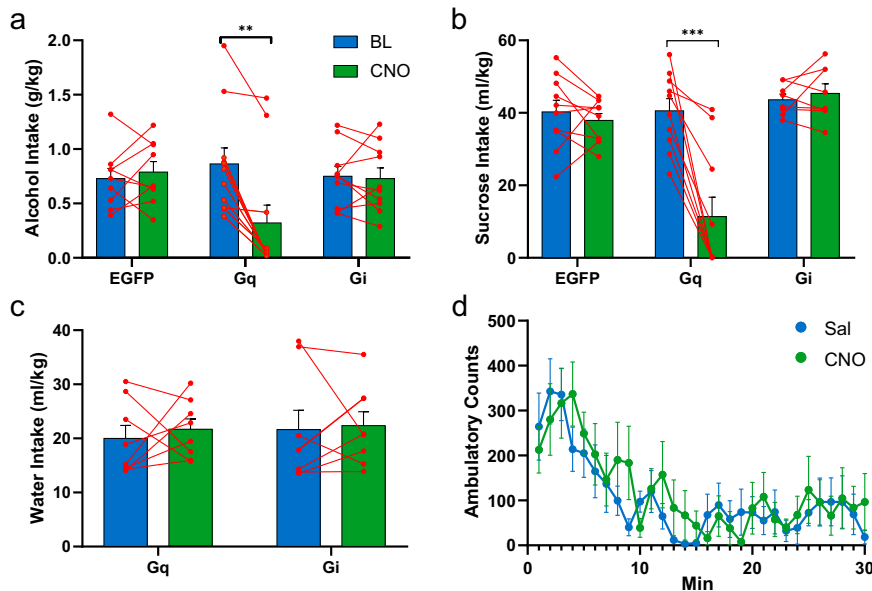 a
Alcohol Intake (g/kg)
2.0
1.5
1.0
0.5
0.0
**
BL
CNO
EGFP Gq Gi
b
Sucrose Intake (ml/kg)
60
40
20
0
***
EGFP Gq Gi
c
Water Intake (ml/kg)
40
30
20
10
0
Gq Gi
d
Ambulatory Counts
500
400
300
200
100
0
Sal
CNO
0 10 20 30
Min